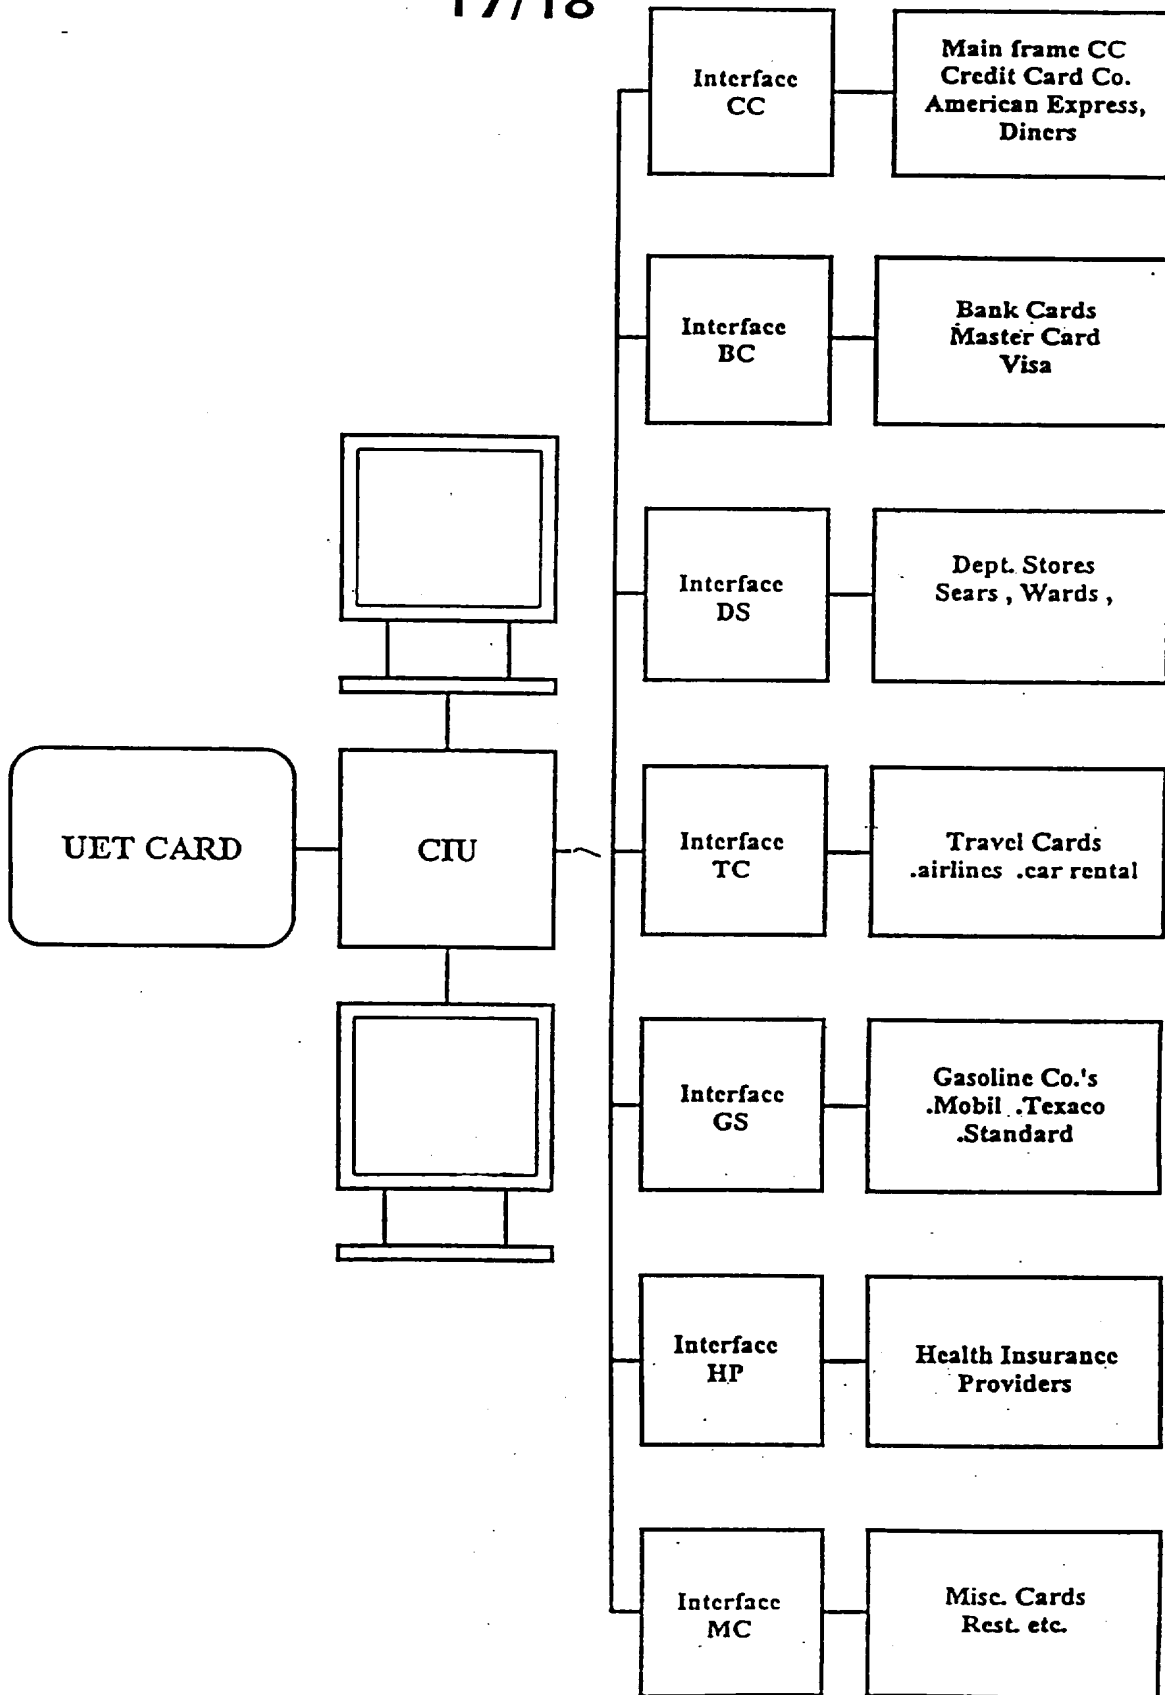 17/18
Interface
CC
Main frame CC
Credit Card Co.
American Express,
Diners
Interface
BC
Bank Cards
Master Card
Visa
Interface
DS
Dept. Stores
Sears , Wards ,
UET CARD
CIU
Interface
TC
Travel Cards
.airlines .car rental
Interface
GS
Gasoline Co.'s
.Mobil .Texaco
.Standard
Interface
HP
Health Insurance
Providers
Interface
MC
Misc. Cards
Rest. etc.